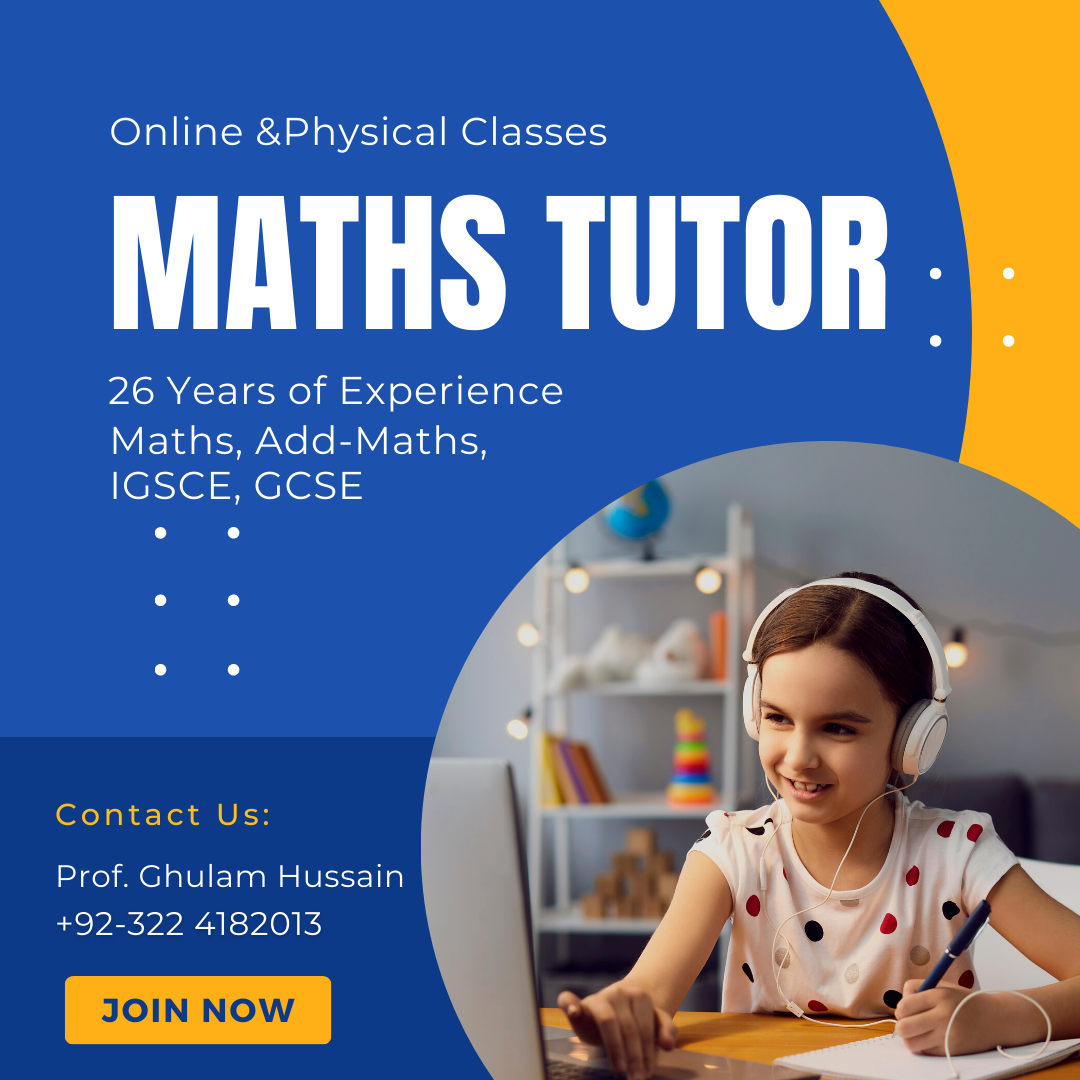 Online &Physical Classes
MATHS TUTOR
26 Years of Experience
Maths, Add-Maths,
IGSCE, GCSE
Contact Us:
Prof. Ghulam Hussain
+92-322 4182013
JOIN NOW